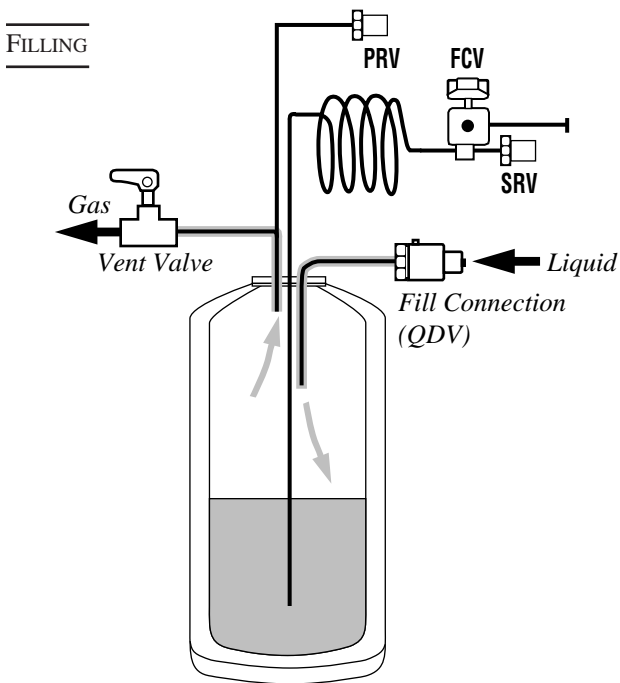 FILLING
PRV
FCV
SRV
Gas
Vent Valve
Liquid
Fill Connection
(QDV)